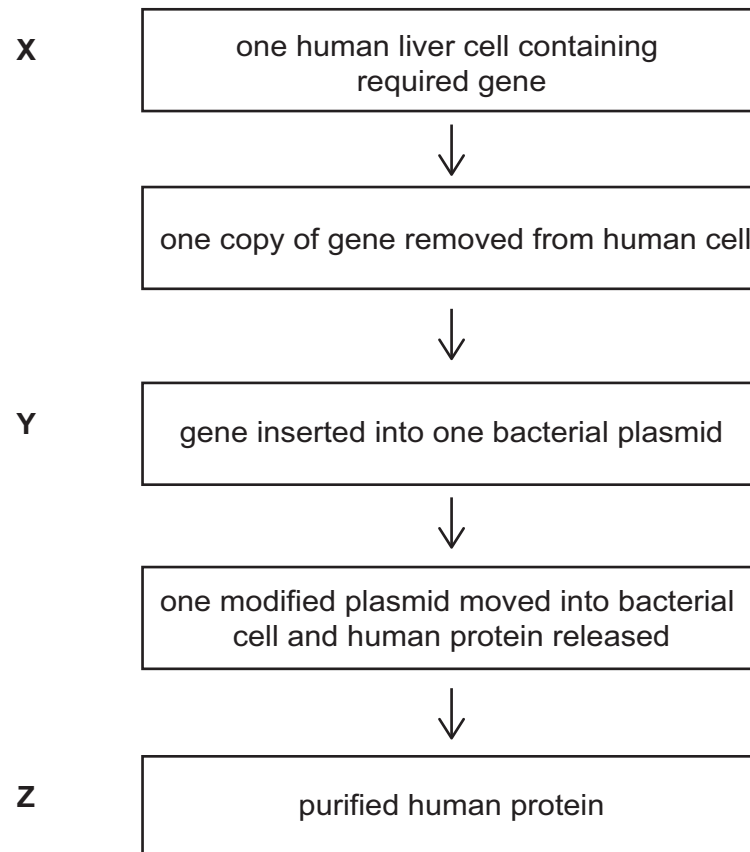 X
one human liver cell containing
required gene
one copy of gene removed from human cell
Y
gene inserted into one bacterial plasmid
one modified plasmid moved into bacterial
cell and human protein released
Z
purified human protein